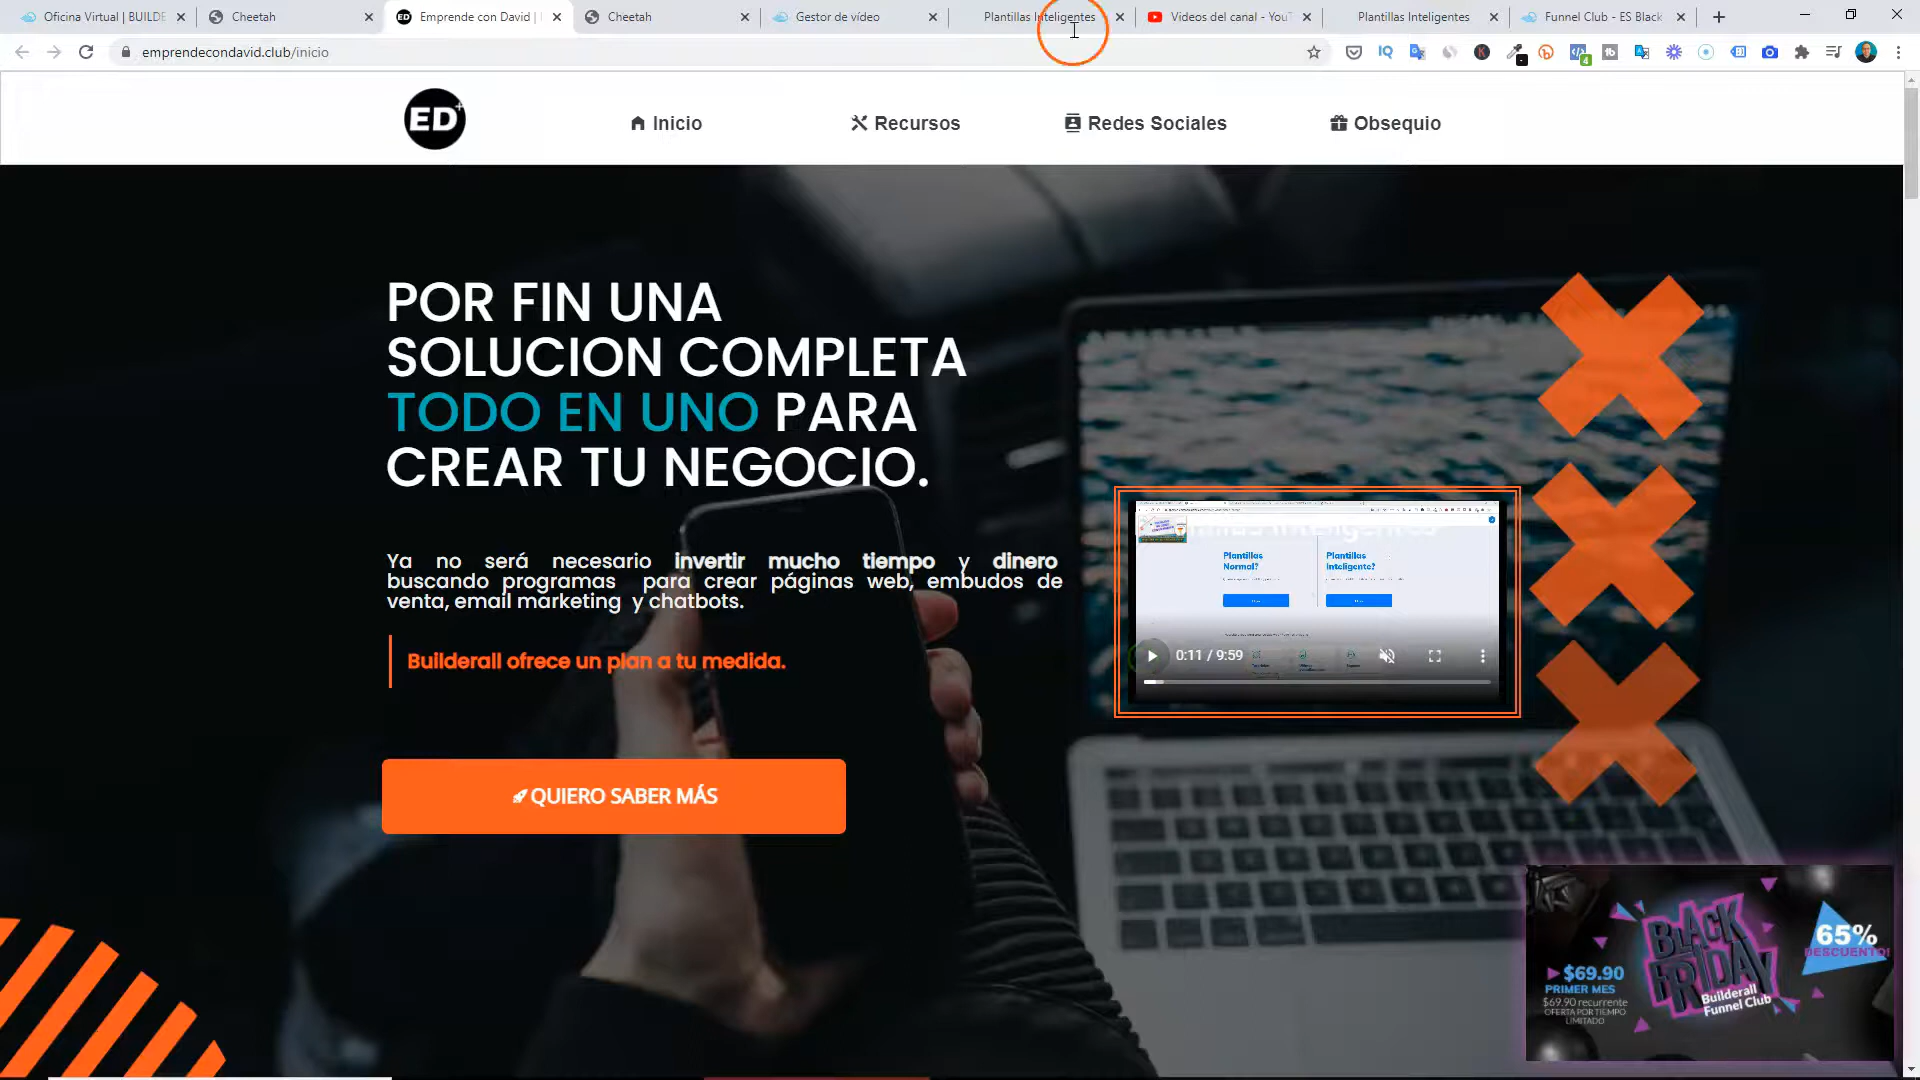 Oficina Virtual | BUILDE
Cheetah
Emprende con David |
Cheetah
Gestor de vídeo
Plantillas Inteligentes
Videos del canal - YouT
Plantillas Inteligentes
Funnel Club - ES Black
emprendecondavid.club/inicio
ED+
Inicio
Recursos
Redes Sociales
Obsequio
POR FIN UNA
SOLUCION COMPLETA
TODO EN UNO PARA
CREAR TU NEGOCIO.
Ya no será necesario invertir mucho tiempo y dinero
buscando programas para crear páginas web, embudos de
venta, email marketing y chatbots.
Builderall ofrece un plan a tu medida.
QUIERO SABER MÁS
Plantillas
Normal?
Plantillas
Inteligente?
0:11 / 9:59
BLACK
FRIDAY
Builderall
Funnel Club
65%
DESCUENTO!
$69.90
PRIMER MES
$69.90 recurrente
OFERTA POR TIEMPO
LIMITADO